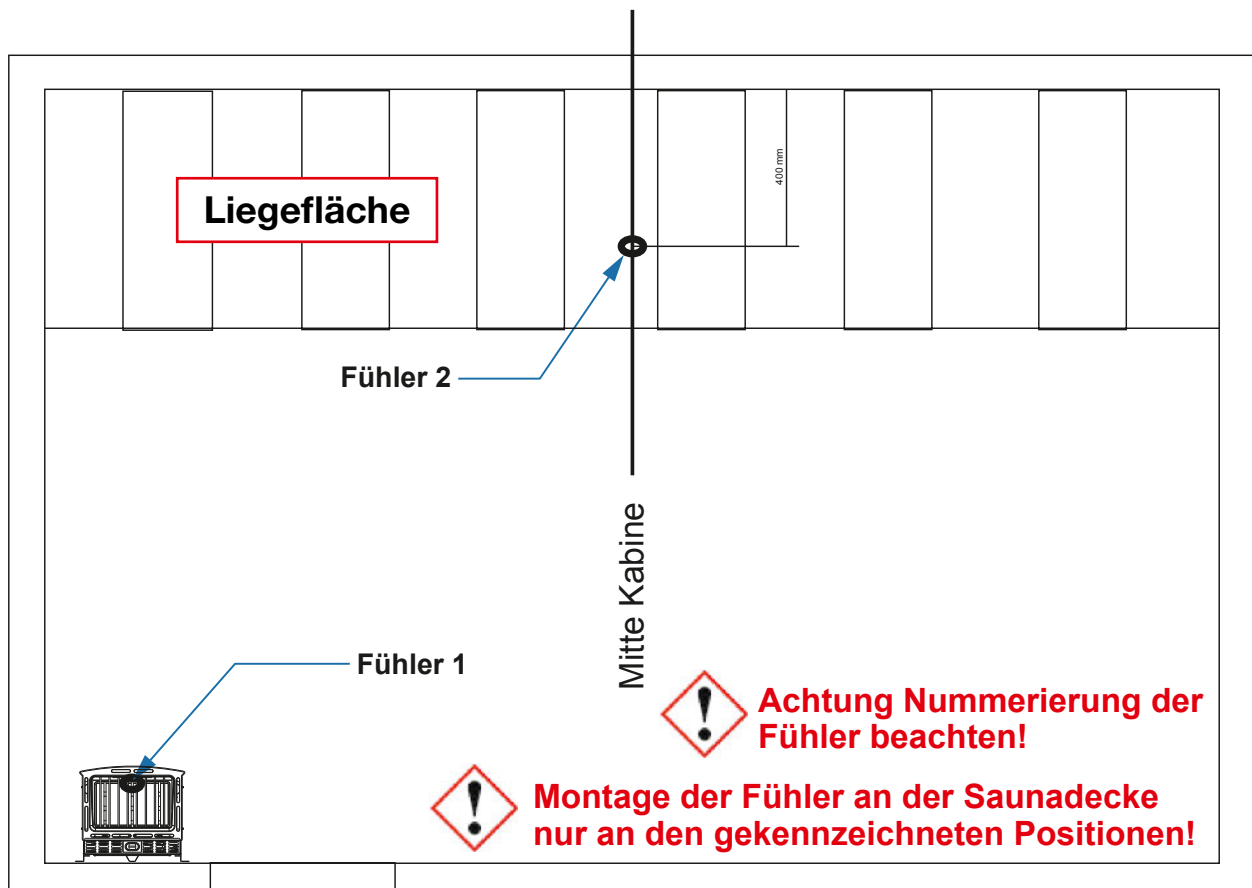 400 mm
Liegefläche
Fühler 2
Mitte Kabine
Fühler 1
Achtung Nummerierung der
Fühler beachten!
Montage der Fühler an der Saunadecke
nur an den gekennzeichneten Positionen!